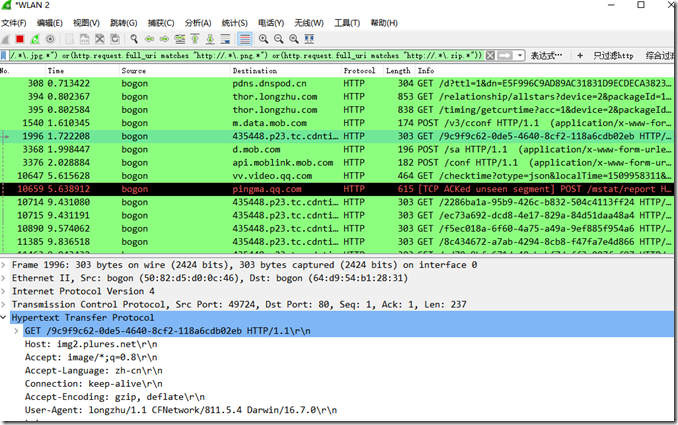 *WLAN 2
文件(F) 编辑(E) 视图(V) 跳转(G) 捕获(C) 分析(A) 统计(S) 电话(Y) 无线(W) 工具(T) 帮助(H)
/.*\.jpg.*") or(http.request.full_uri matches "http://.*\.png.*") or(http.request.full_uri matches "http://.*\.zip.*")) 表达式… + 只过滤http 综合过
No. Time Source Destination Protocol Length Info
308 0.713422 bogon pdns.dnspod.cn HTTP 304 GET /d?ttl=1&dn=E5F996C9AD89AC31831D9ECDECA3823…
394 0.802367 bogon thor.longzhu.com HTTP 853 GET /relationship/allstars?device=2&packageId=1…
398 0.802584 bogon thor.longzhu.com HTTP 838 GET /timing/getcurtime?acc=1&device=2&packageId…
1540 1.610345 bogon m.data.mob.com HTTP 174 POST /v3/cconf HTTP/1.1 (application/x-www-for…
1996 1.722208 bogon 435448.p23.tc.cdnti… HTTP 303 GET /9c9f9c62-0de5-4640-8cf2-118a6cdb02eb HTTP/…
3368 1.998447 bogon d.mob.com HTTP 196 POST /sa HTTP/1.1 (application/x-www-form-urle…
3376 2.028884 bogon api.moblink.mob.com HTTP 182 POST /conf HTTP/1.1 (application/x-www-form-ur…
10647 5.615628 bogon vv.video.qq.com HTTP 464 GET /checktime?otype=json&localTime=1509958311&…
10659 5.638912 bogon pingma.qq.com HTTP 615 [TCP ACKed unseen segment] POST /mstat/report H…
10714 9.431080 bogon 435448.p23.tc.cdnti… HTTP 303 GET /2286ba1a-95b9-426c-b832-504c4113ff24 HTTP/…
10715 9.431191 bogon 435448.p23.tc.cdnti… HTTP 303 GET /ec73a692-dcd8-4e17-829a-84d51daa48a4 HTTP/…
10890 9.574062 bogon 435448.p23.tc.cdnti… HTTP 303 GET /f5ec018a-6f60-4a75-a49a-9ef885f954a6 HTTP/…
11385 9.836518 bogon 435448.p23.tc.cdnti… HTTP 303 GET /8c434672-a7ab-4294-8cb8-f47fa7e4d866 HTTP/…
Frame 1996: 303 bytes on wire (2424 bits), 303 bytes captured (2424 bits) on interface 0
Ethernet II, Src: bogon (50:82:d5:d0:0c:46), Dst: bogon (64:d9:54:b1:28:31)
Internet Protocol Version 4
Transmission Control Protocol, Src Port: 49724, Dst Port: 80, Seq: 1, Ack: 1, Len: 237
Hypertext Transfer Protocol
GET /9c9f9c62-0de5-4640-8cf2-118a6cdb02eb HTTP/1.1\r\n
Host: img2.plures.net\r\n
Accept: image/*;q=0.8\r\n
Accept-Language: zh-cn\r\n
Connection: keep-alive\r\n
Accept-Encoding: gzip, deflate\r\n
User-Agent: longzhu/1.1 CFNetwork/811.5.4 Darwin/16.7.0\r\n